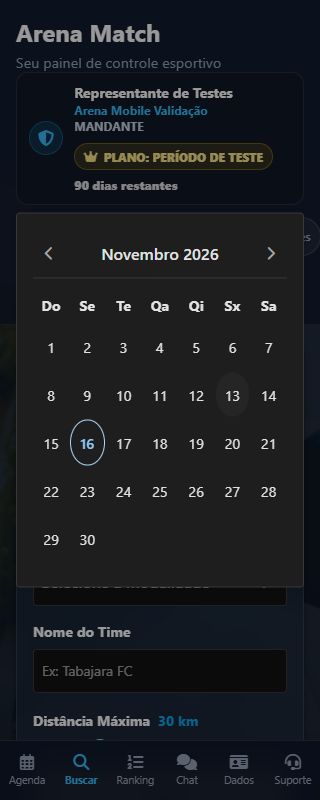 Arena Match
Seu painel de controle esportivo
Representante de Testes
Arena Mobile Validação
MANDANTE
PLANO: PERÍODO DE TESTE
90 dias restantes
Novembro 2026
Do Se Te Qa Qi Sx Sa
1 2 3 4 5 6 7
8 9 10 11 12 13 14
15 16 17 18 19 20 21
22 23 24 25 26 27 28
29 30
Nome do Time
Ex: Tabajara FC
Distância Máxima 30 km
Agenda Buscar Ranking Chat Dados Suporte